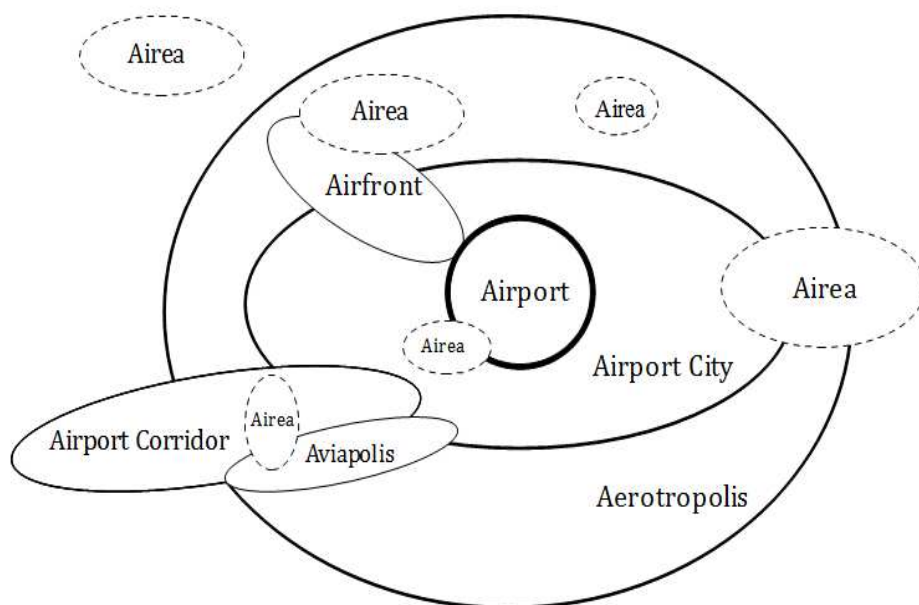 Airea
Airea
Airea
Airfront
Airport
Airea
Airea
Airport City
Airea
Airport Corridor
Aviapolis
Aerotropolis